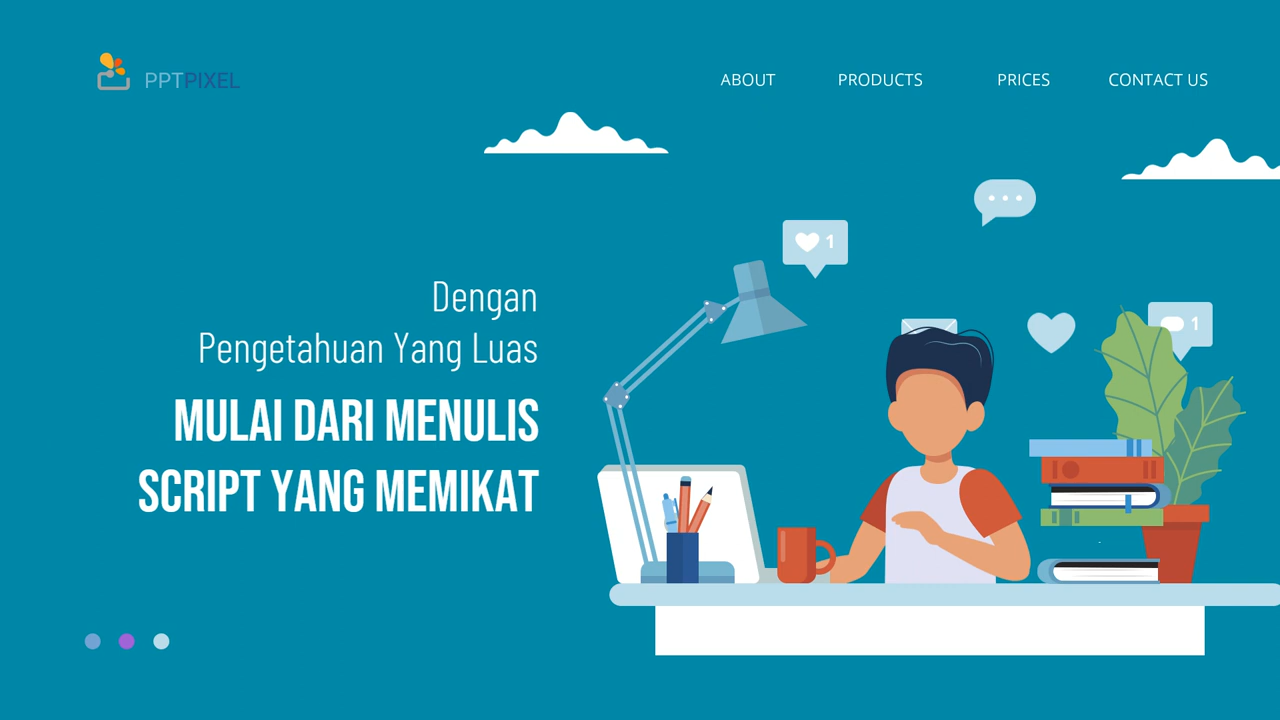 PPTPIXEL
ABOUT PRODUCTS PRICES CONTACT US
1
1
Dengan
Pengetahuan Yang Luas
MULAI DARI MENULIS
SCRIPT YANG MEMIKAT